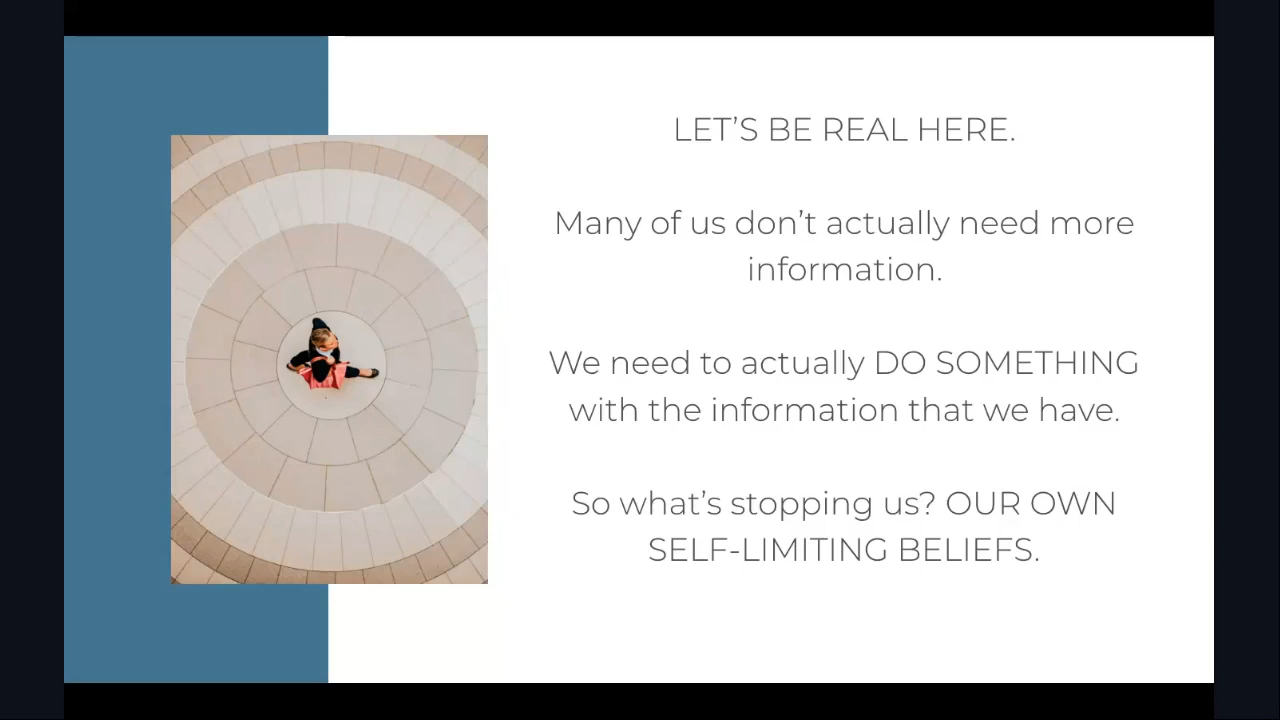 LET’S BE REAL HERE.
Many of us don’t actually need more
information.
We need to actually DO SOMETHING
with the information that we have.
So what’s stopping us? OUR OWN
SELF-LIMITING BELIEFS.